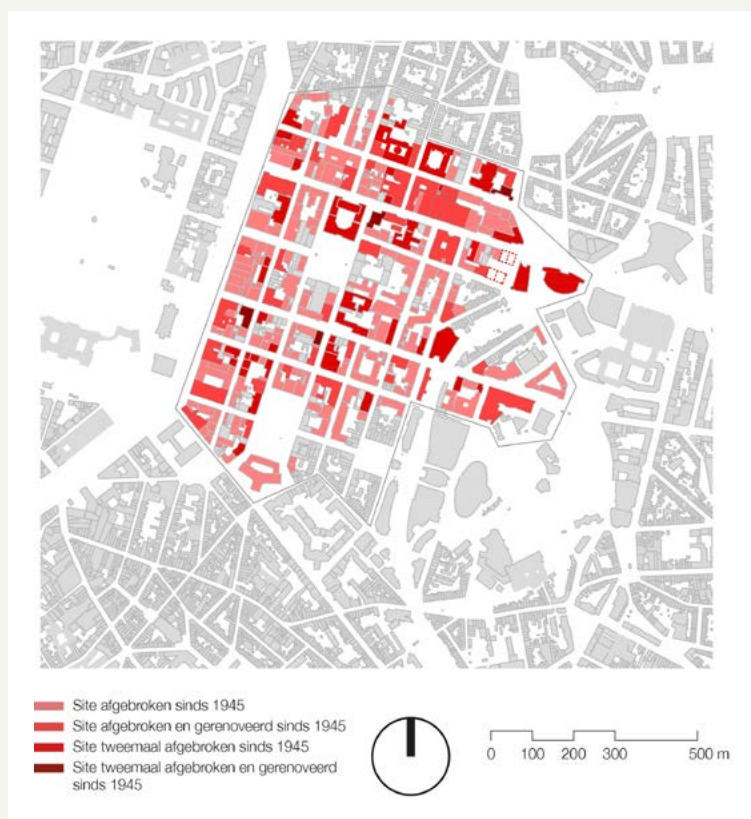 Site afgebroken sinds 1945
Site afgebroken en gerenoveerd sinds 1945
Site tweemaal afgebroken sinds 1945
Site tweemaal afgebroken en gerenoveerd
sinds 1945
0 100 200 300 500 m